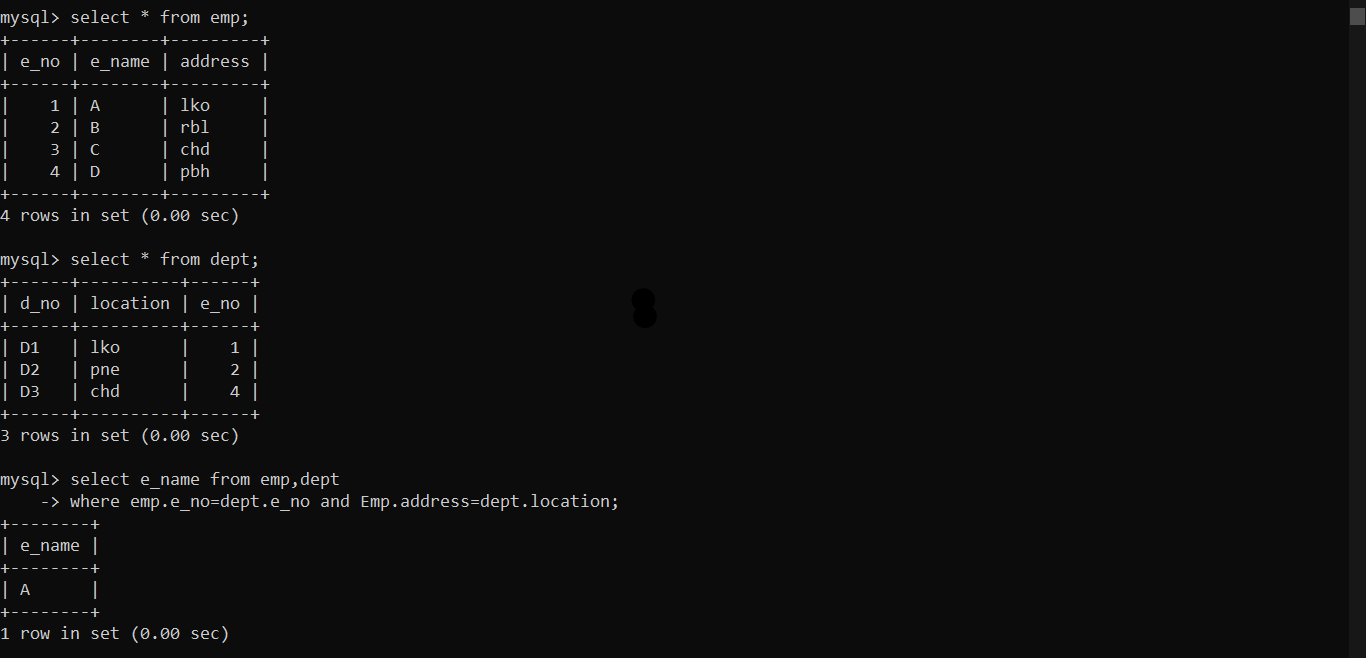 mysql> select * from emp;
+------+--------+---------+
| e_no | e_name | address |
+------+--------+---------+
|    1 | A      | lko     |
|    2 | B      | rbl     |
|    3 | C      | chd     |
|    4 | D      | pbh     |
+------+--------+---------+
4 rows in set (0.00 sec)

mysql> select * from dept;
+------+----------+------+
| d_no | location | e_no |
+------+----------+------+
| D1   | lko      |    1 |
| D2   | pne      |    2 |
| D3   | chd      |    4 |
+------+----------+------+
3 rows in set (0.00 sec)

mysql> select e_name from emp,dept
    -> where emp.e_no=dept.e_no and Emp.address=dept.location;
+--------+
| e_name |
+--------+
| A      |
+--------+
1 row in set (0.00 sec)